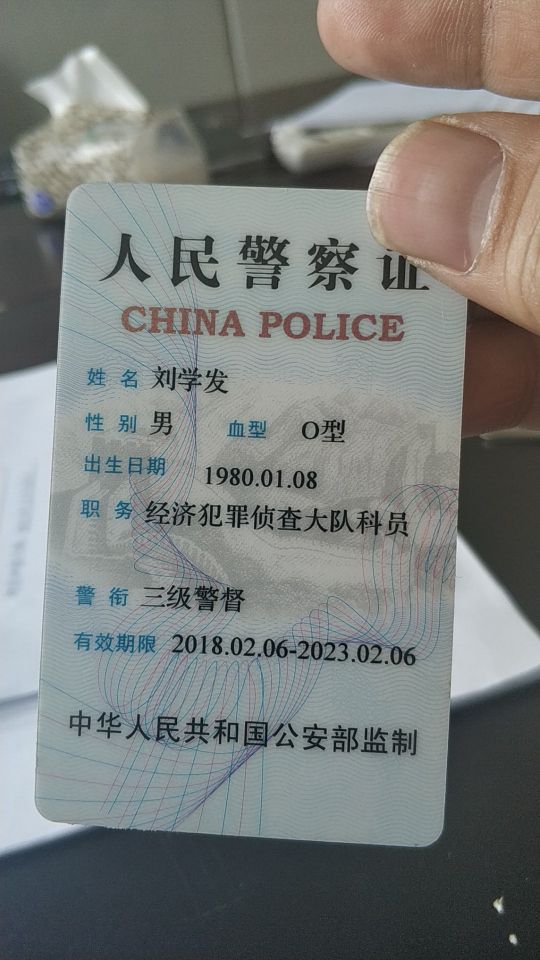 人民警察证
CHINA POLICE
姓名 刘学发
性别 男 血型 O型
出生日期 1980.01.08
职务 经济犯罪侦查大队科员
警衔 三级警督
有效期限 2018.02.06-2023.02.06
中华人民共和国公安部监制